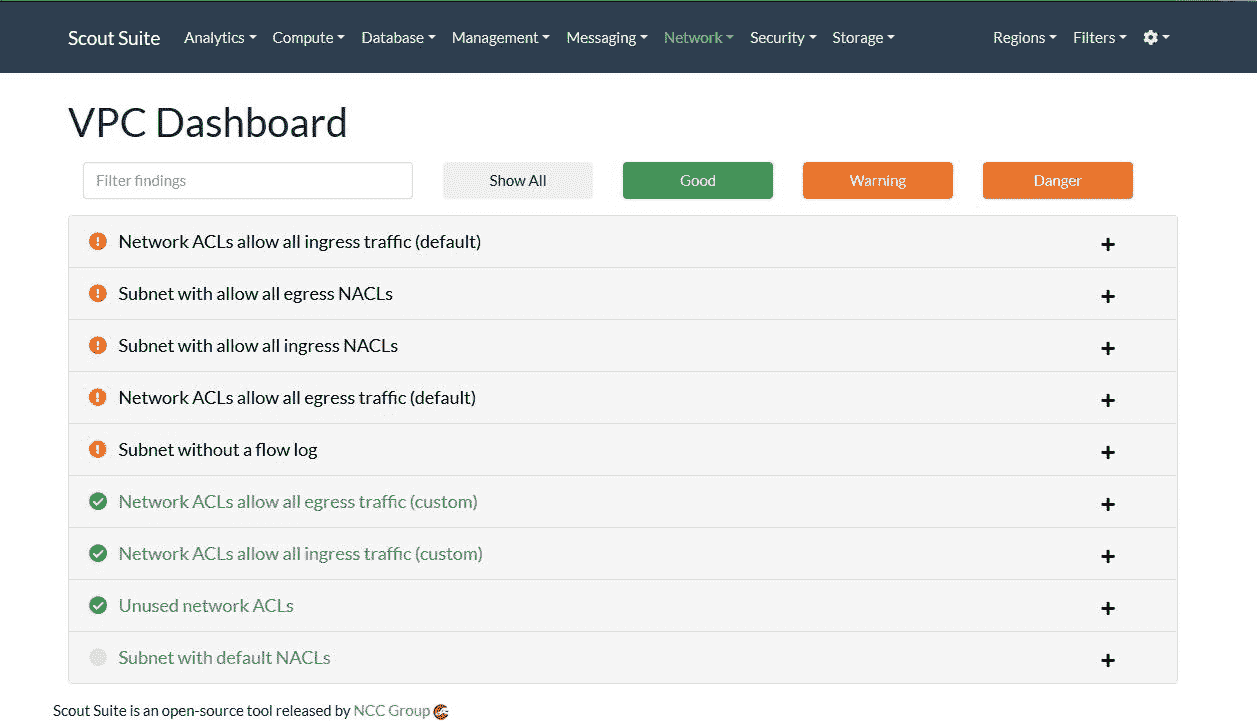 Scout Suite Analytics Compute Database Management Messaging Network Security Storage Regions Filters
VPC Dashboard
Filter findings Show All Good Warning Danger
Network ACLs allow all ingress traffic (default)
Subnet with allow all egress NACLs
Subnet with allow all ingress NACLs
Network ACLs allow all egress traffic (default)
Subnet without a flow log
Network ACLs allow all egress traffic (custom)
Network ACLs allow all ingress traffic (custom)
Unused network ACLs
Subnet with default NACLs
Scout Suite is an open-source tool released by NCC Group